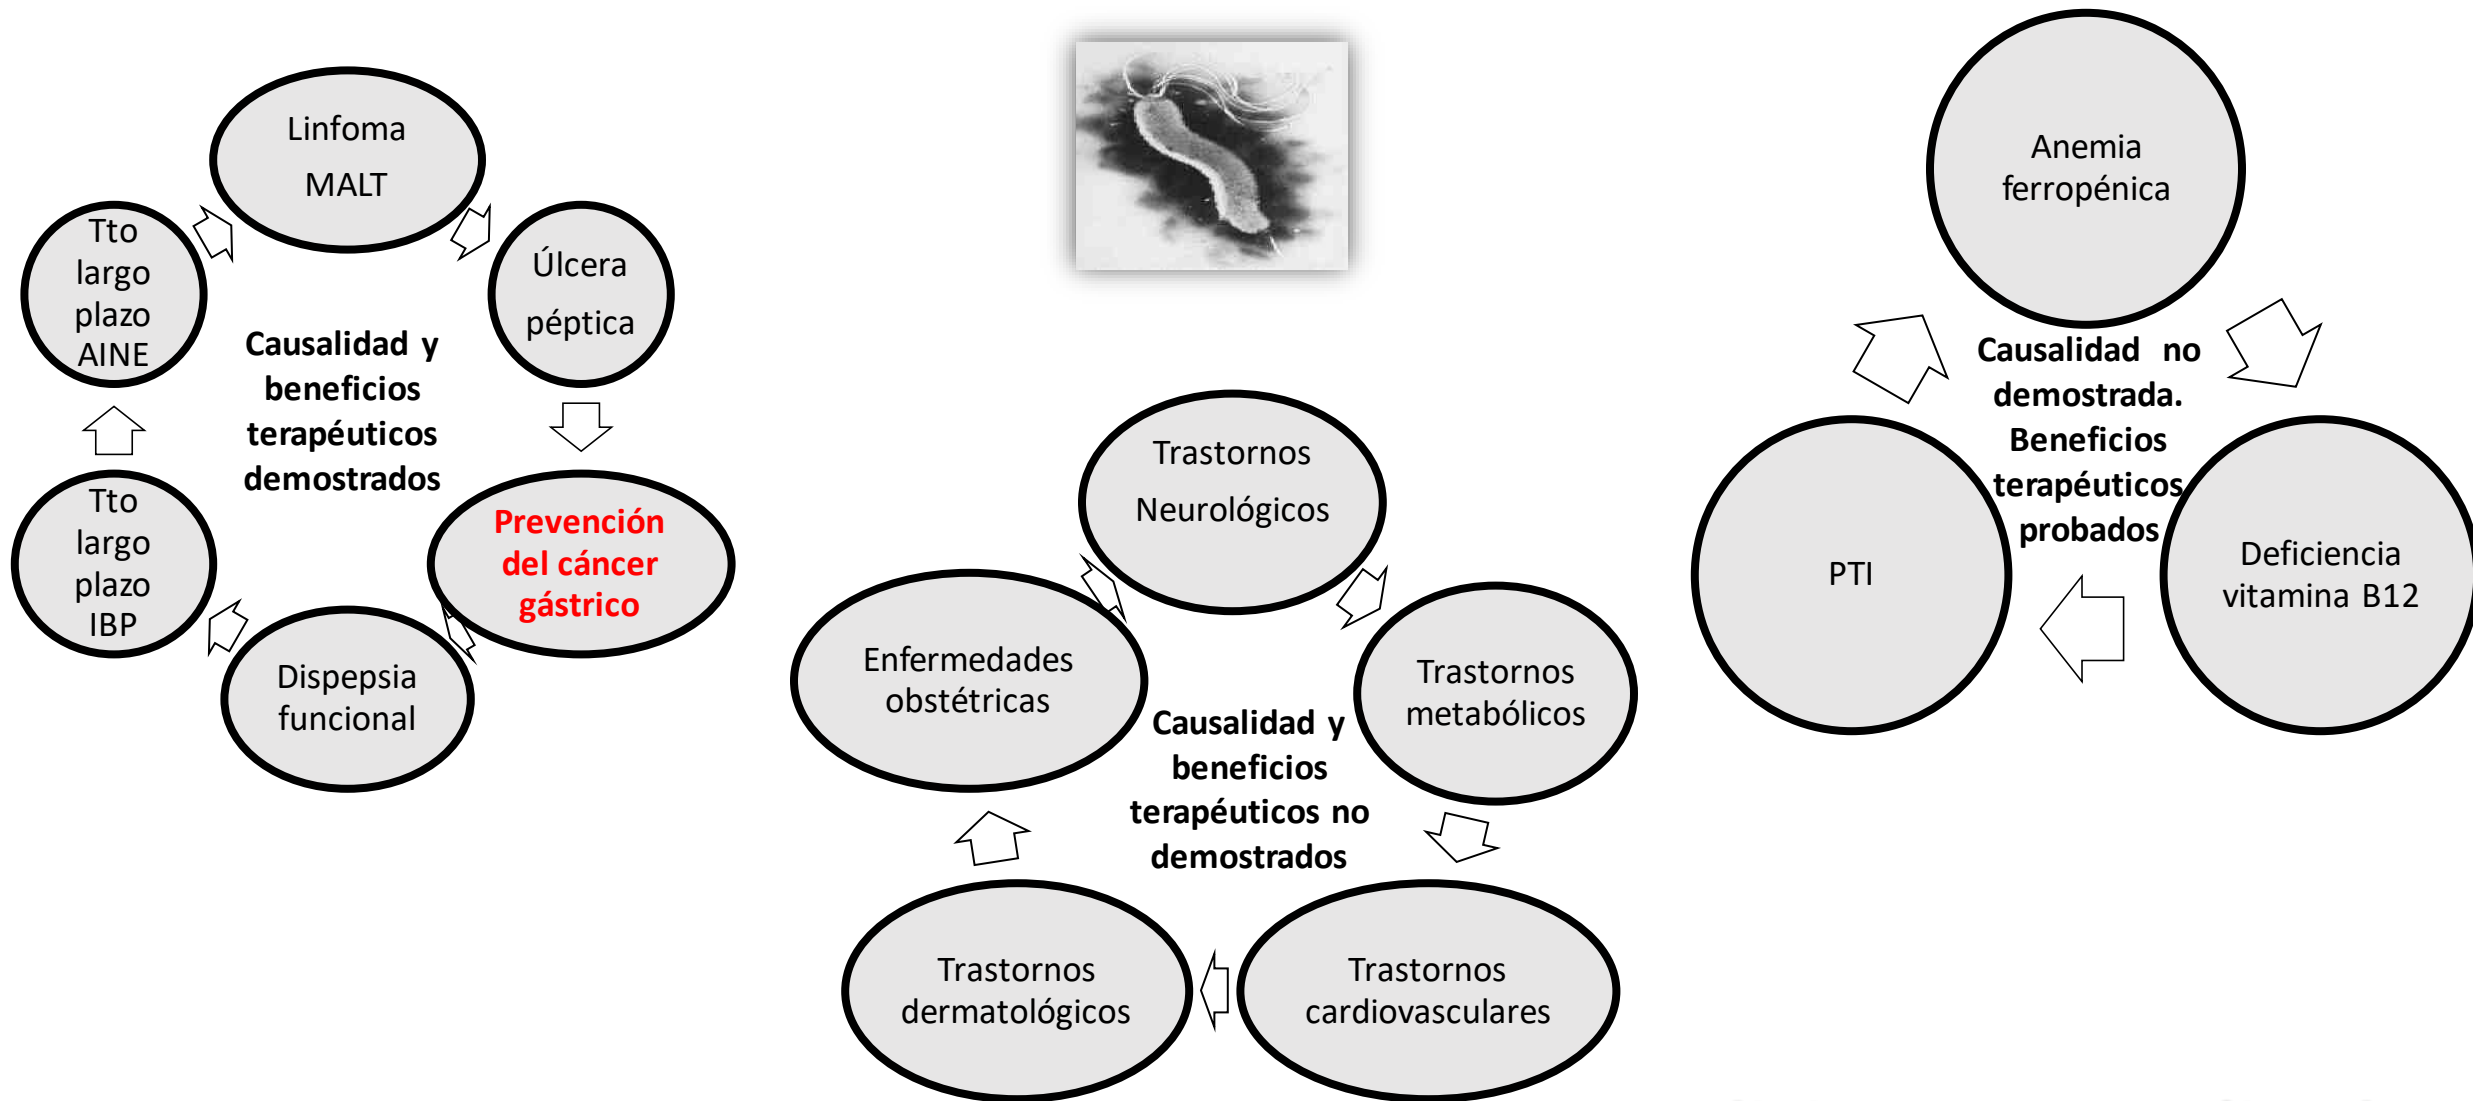 Linfoma
MALT
Úlcera
péptica
Prevención
del cáncer
gástrico
Dispepsia
funcional
Tto
largo
plazo
IBP
Tto
largo
plazo
AINE
Causalidad y
beneficios
terapéuticos
demostrados
Trastornos
Neurológicos
Trastornos
metabólicos
Trastornos
cardiovasculares
Trastornos
dermatológicos
Enfermedades
obstétricas
Causalidad y
beneficios
terapéuticos no
demostrados
Anemia
ferropénica
Deficiencia
vitamina B12
PTI
Causalidad no
demostrada.
Beneficios
terapéuticos
probados